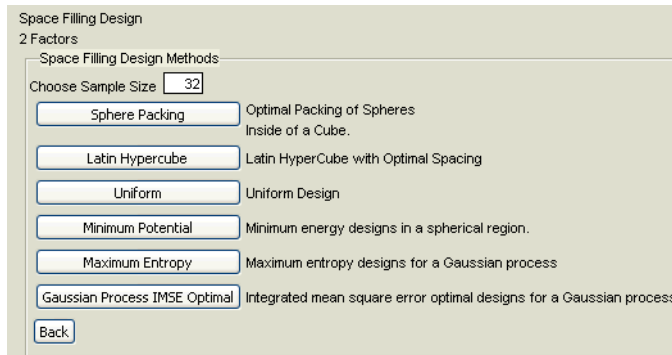 Space Filling Design
2 Factors
Space Filling Design Methods
Choose Sample Size 32
Sphere Packing Optimal Packing of Spheres
Inside of a Cube.
Latin Hypercube Latin HyperCube with Optimal Spacing
Uniform Uniform Design
Minimum Potential Minimum energy designs in a spherical region.
Maximum Entropy Maximum entropy designs for a Gaussian process
Gaussian Process IMSE Optimal Integrated mean square error optimal designs for a Gaussian process
Back